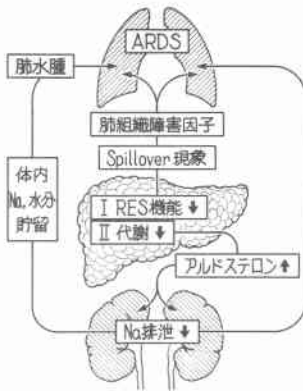 ARDS
肺水腫
肺組織障害因子
Spillover 現象
体内
Na,水分
貯留
I RES機能 ↓
II 代謝 ↓
アルドステロン↑
Na排泄 ↓